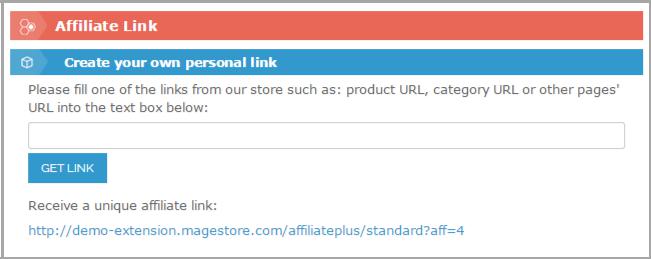 Affiliate Link
Create your own personal link
Please fill one of the links from our store such as: product URL, category URL or other pages'
URL into the text box below:
GET LINK
Receive a unique affiliate link:
http://demo-extension.magestore.com/affiliateplus/standard?aff=4